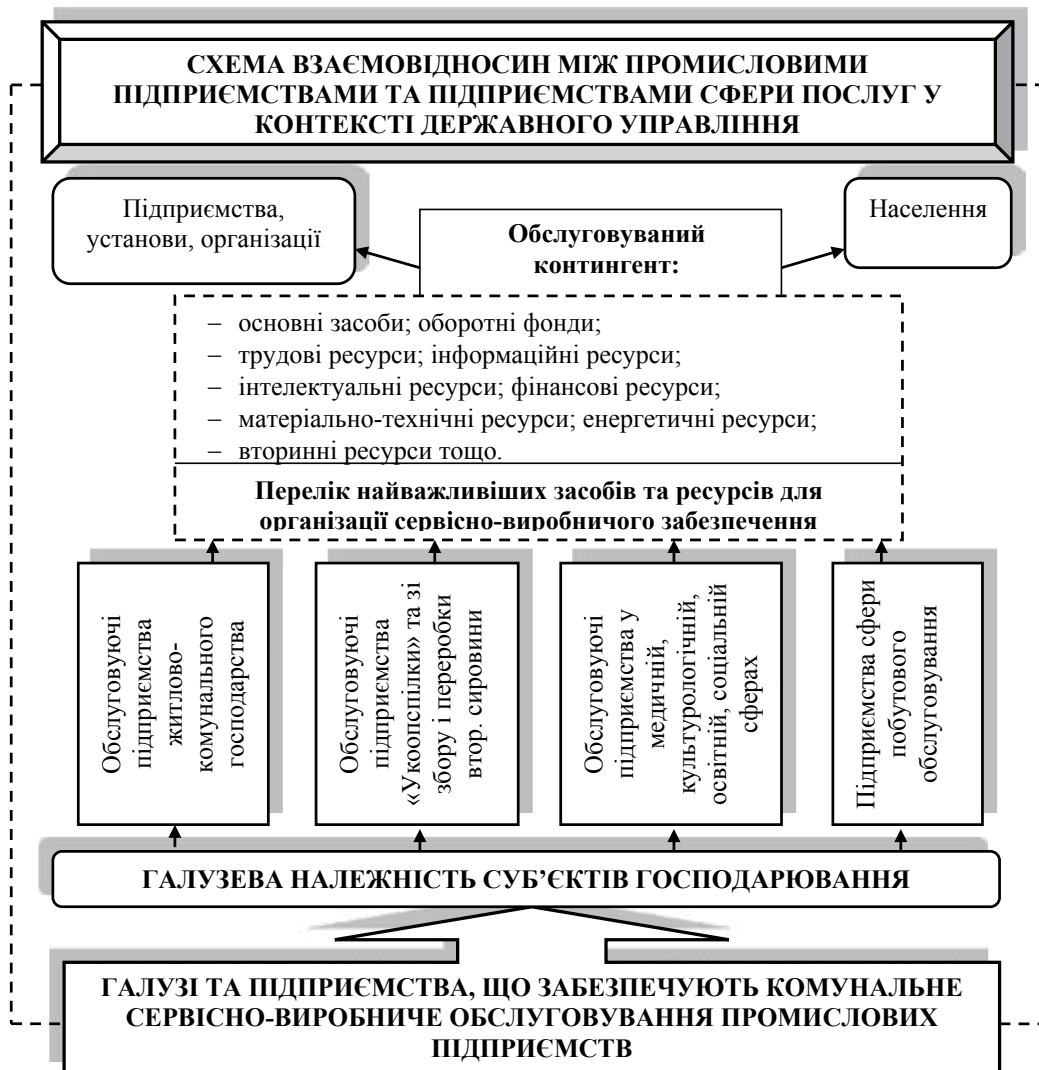 СХЕМА ВЗАЄМОВІДНОСИН МІЖ ПРОМИСЛОВИМИ
ПІДПРИЄМСТВАМИ ТА ПІДПРИЄМСТВАМИ СФЕРИ ПОСЛУГ У
КОНТЕКСТІ ДЕРЖАВНОГО УПРАВЛІННЯ
Підприємства,
установи, організації
Обслуговуваний
контингент:
Населення
– основні засоби; оборотні фонди;
– трудові ресурси; інформаційні ресурси;
– інтелектуальні ресурси; фінансові ресурси;
– матеріально-технічні ресурси; енергетичні ресурси;
– вторинні ресурси тощо.
Перелік найважливіших засобів та ресурсів для
організації сервісно-виробничого забезпечення
Обслуговуючі
підприємства
житлово-
комунального
господарства
Обслуговуючі
підприємства
«Укоопспілки» та зі
збору і переробки
втор. сировини
Обслуговуючі
підприємства у
медичній,
культурологічній,
освітній, соціальній
сферах
Підприємства сфери
побутового
обслуговування
ГАЛУЗЕВА НАЛЕЖНІСТЬ СУБ’ЄКТІВ ГОСПОДАРЮВАННЯ
ГАЛУЗІ ТА ПІДПРИЄМСТВА, ЩО ЗАБЕЗПЕЧУЮТЬ КОМУНАЛЬНЕ
СЕРВІСНО-ВИРОБНИЧЕ ОБСЛУГОВУВАННЯ ПРОМИСЛОВИХ
ПІДПРИЄМСТВ